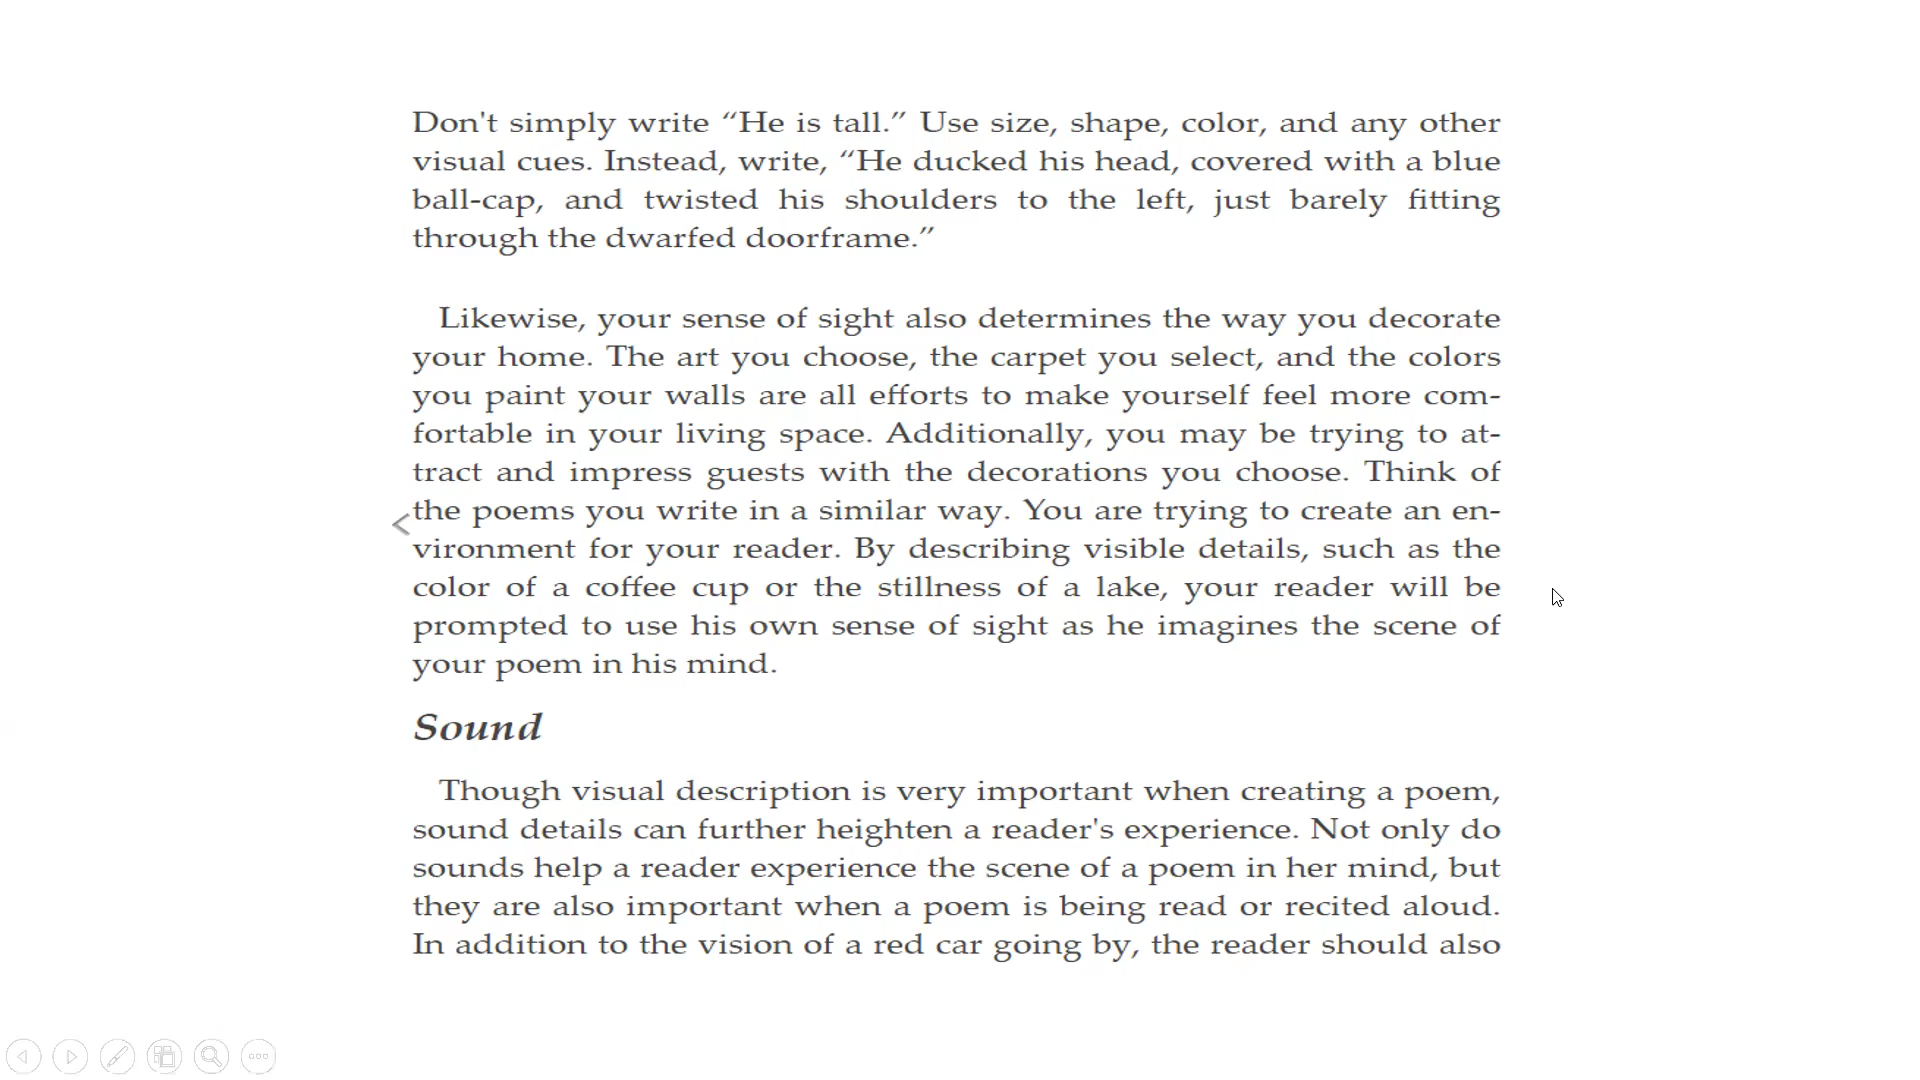 Don't simply write “He is tall.” Use size, shape, color, and any other
visual cues. Instead, write, “He ducked his head, covered with a blue
ball-cap, and twisted his shoulders to the left, just barely fitting
through the dwarfed doorframe.”
Likewise, your sense of sight also determines the way you decorate
your home. The art you choose, the carpet you select, and the colors
you paint your walls are all efforts to make yourself feel more com-
fortable in your living space. Additionally, you may be trying to at-
tract and impress guests with the decorations you choose. Think of
the poems you write in a similar way. You are trying to create an en-
vironment for your reader. By describing visible details, such as the
color of a coffee cup or the stillness of a lake, your reader will be
prompted to use his own sense of sight as he imagines the scene of
your poem in his mind.
Sound
Though visual description is very important when creating a poem,
sound details can further heighten a reader's experience. Not only do
sounds help a reader experience the scene of a poem in her mind, but
they are also important when a poem is being read or recited aloud.
In addition to the vision of a red car going by, the reader should also